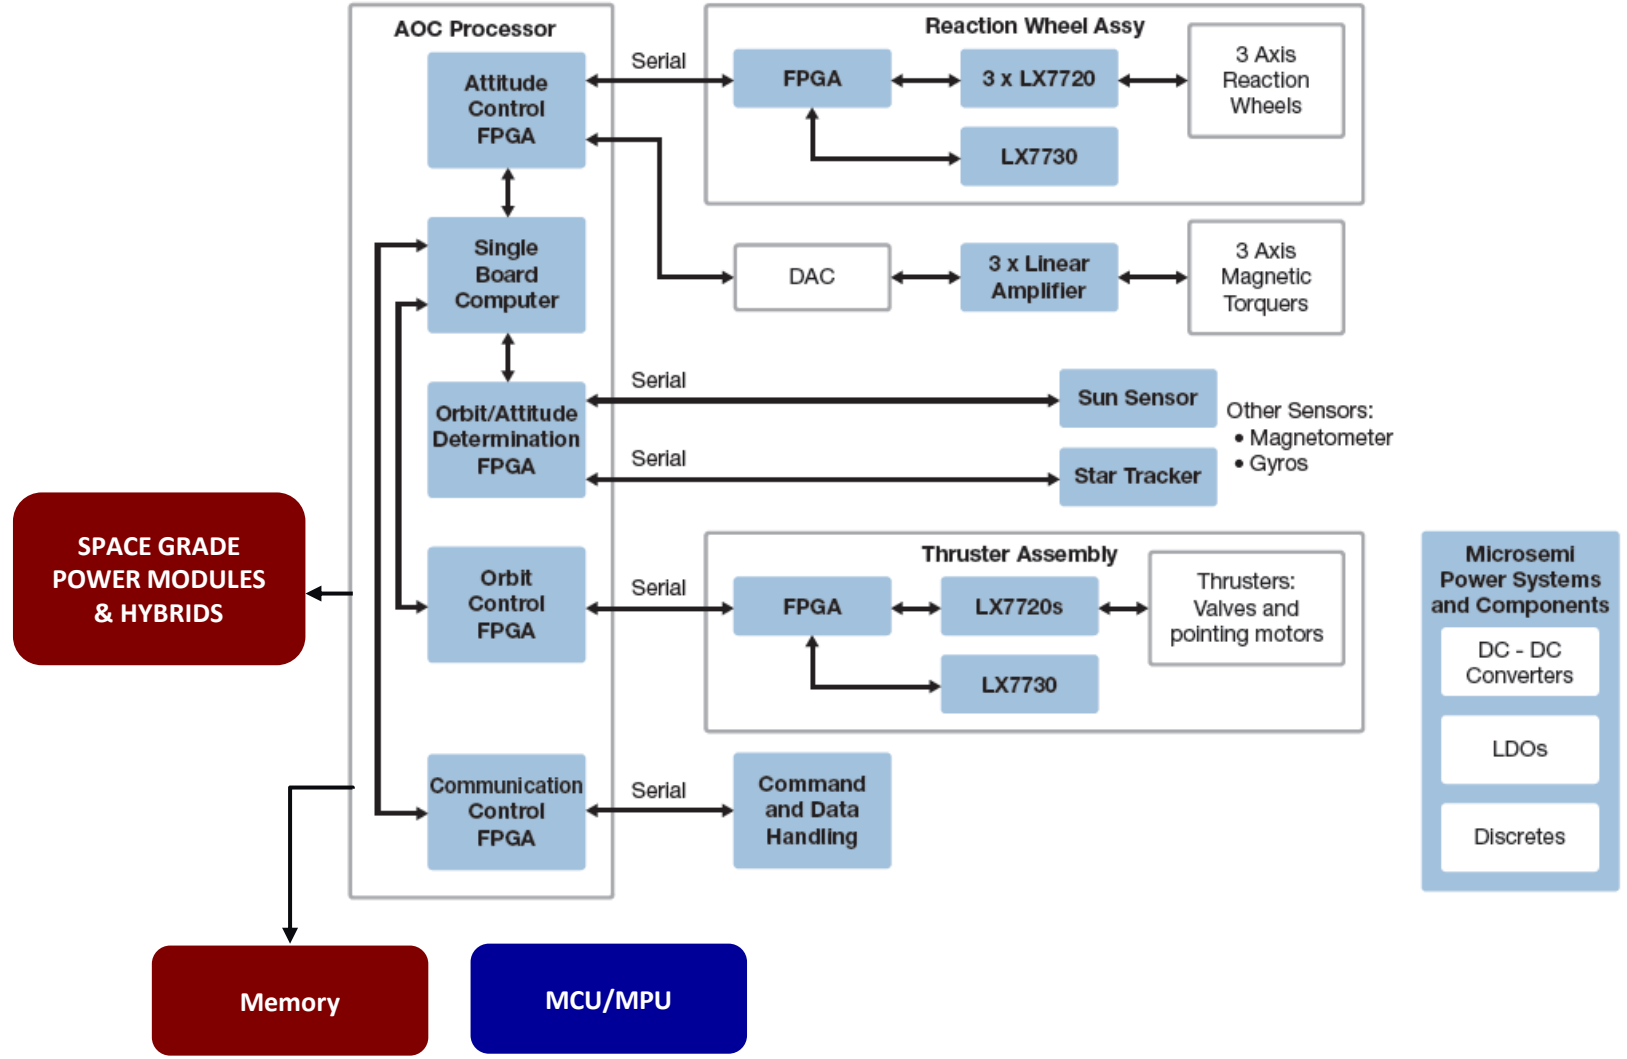 AOC Processor
Attitude
Control
FPGA
Single
Board
Computer
Orbit/Attitude
Determination
FPGA
Orbit
Control
FPGA
Communication
Control
FPGA
Serial
Reaction Wheel Assy
FPGA
3 x LX7720
LX7730
3 Axis
Reaction
Wheels
DAC
3 x Linear
Amplifier
3 Axis
Magnetic
Torquers
Serial
Sun Sensor
Serial
Star Tracker
Other Sensors:
• Magnetometer
• Gyros
Serial
Thruster Assembly
FPGA
LX7720s
LX7730
Thrusters:
Valves and
pointing motors
Serial
Command
and Data
Handling
SPACE GRADE
POWER MODULES
& HYBRIDS
Microsemi
Power Systems
and Components
DC - DC
Converters
LDOs
Discretes
Memory
MCU/MPU